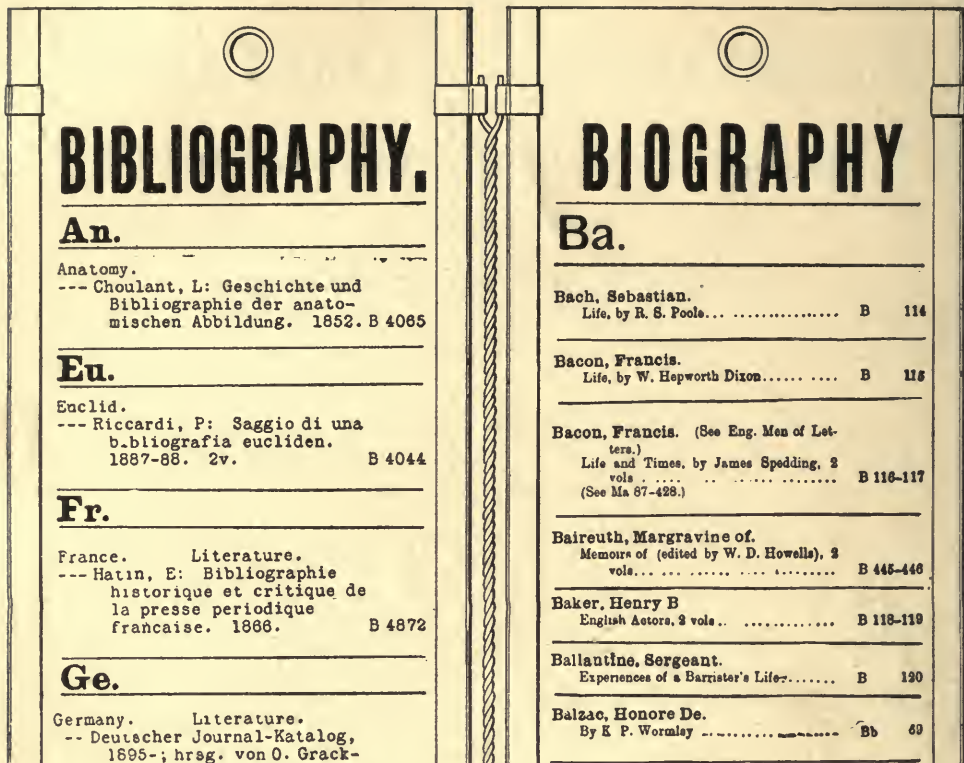 BIBLIOGRAPHY.
An.
Anatomy.
--- Choulant, L: Geschichte und
Bibliographie der anato-
mischen Abbildung. 1852. B 4065
Eu.
Euclid.
--- Riccardi, P: Saggio di una
b.bliografia eucliden.
1887-88. 2v. B 4044
Fr.
France. Literature.
--- Hatin, E: Bibliographie
historique et critique de
la presse periodique
francaise. 1866. B 4872
Ge.
Germany. Literature.
-- Deutscher Journal-Katalog,
1895-; hrsg. von O. Grack-
BIOGRAPHY
Ba.
Bach, Sebastian.
Life, by R. S. Poole... ................ B 114
Bacon, Francis.
Life, by W. Hepworth Dixon...... .... B 115
Bacon, Francis. (See Eng. Men of Let-
ters.)
Life and Times, by James Spedding, 2
vols . .... .. ..... ... ........ B 116-117
(See Ma 87-428.)
Baireuth, Margravine of.
Memoirs of (edited by W. D. Howells), 2
vols... ... ...... .... . ........ B 445-446
Baker, Henry B
English Actors, 2 vols.. .............. B 118-119
Ballantine, Sergeant.
Experiences of a Barrister's Life-....... B 120
Balzac, Honore De.
By K P. Wormley ..................... Bb 69